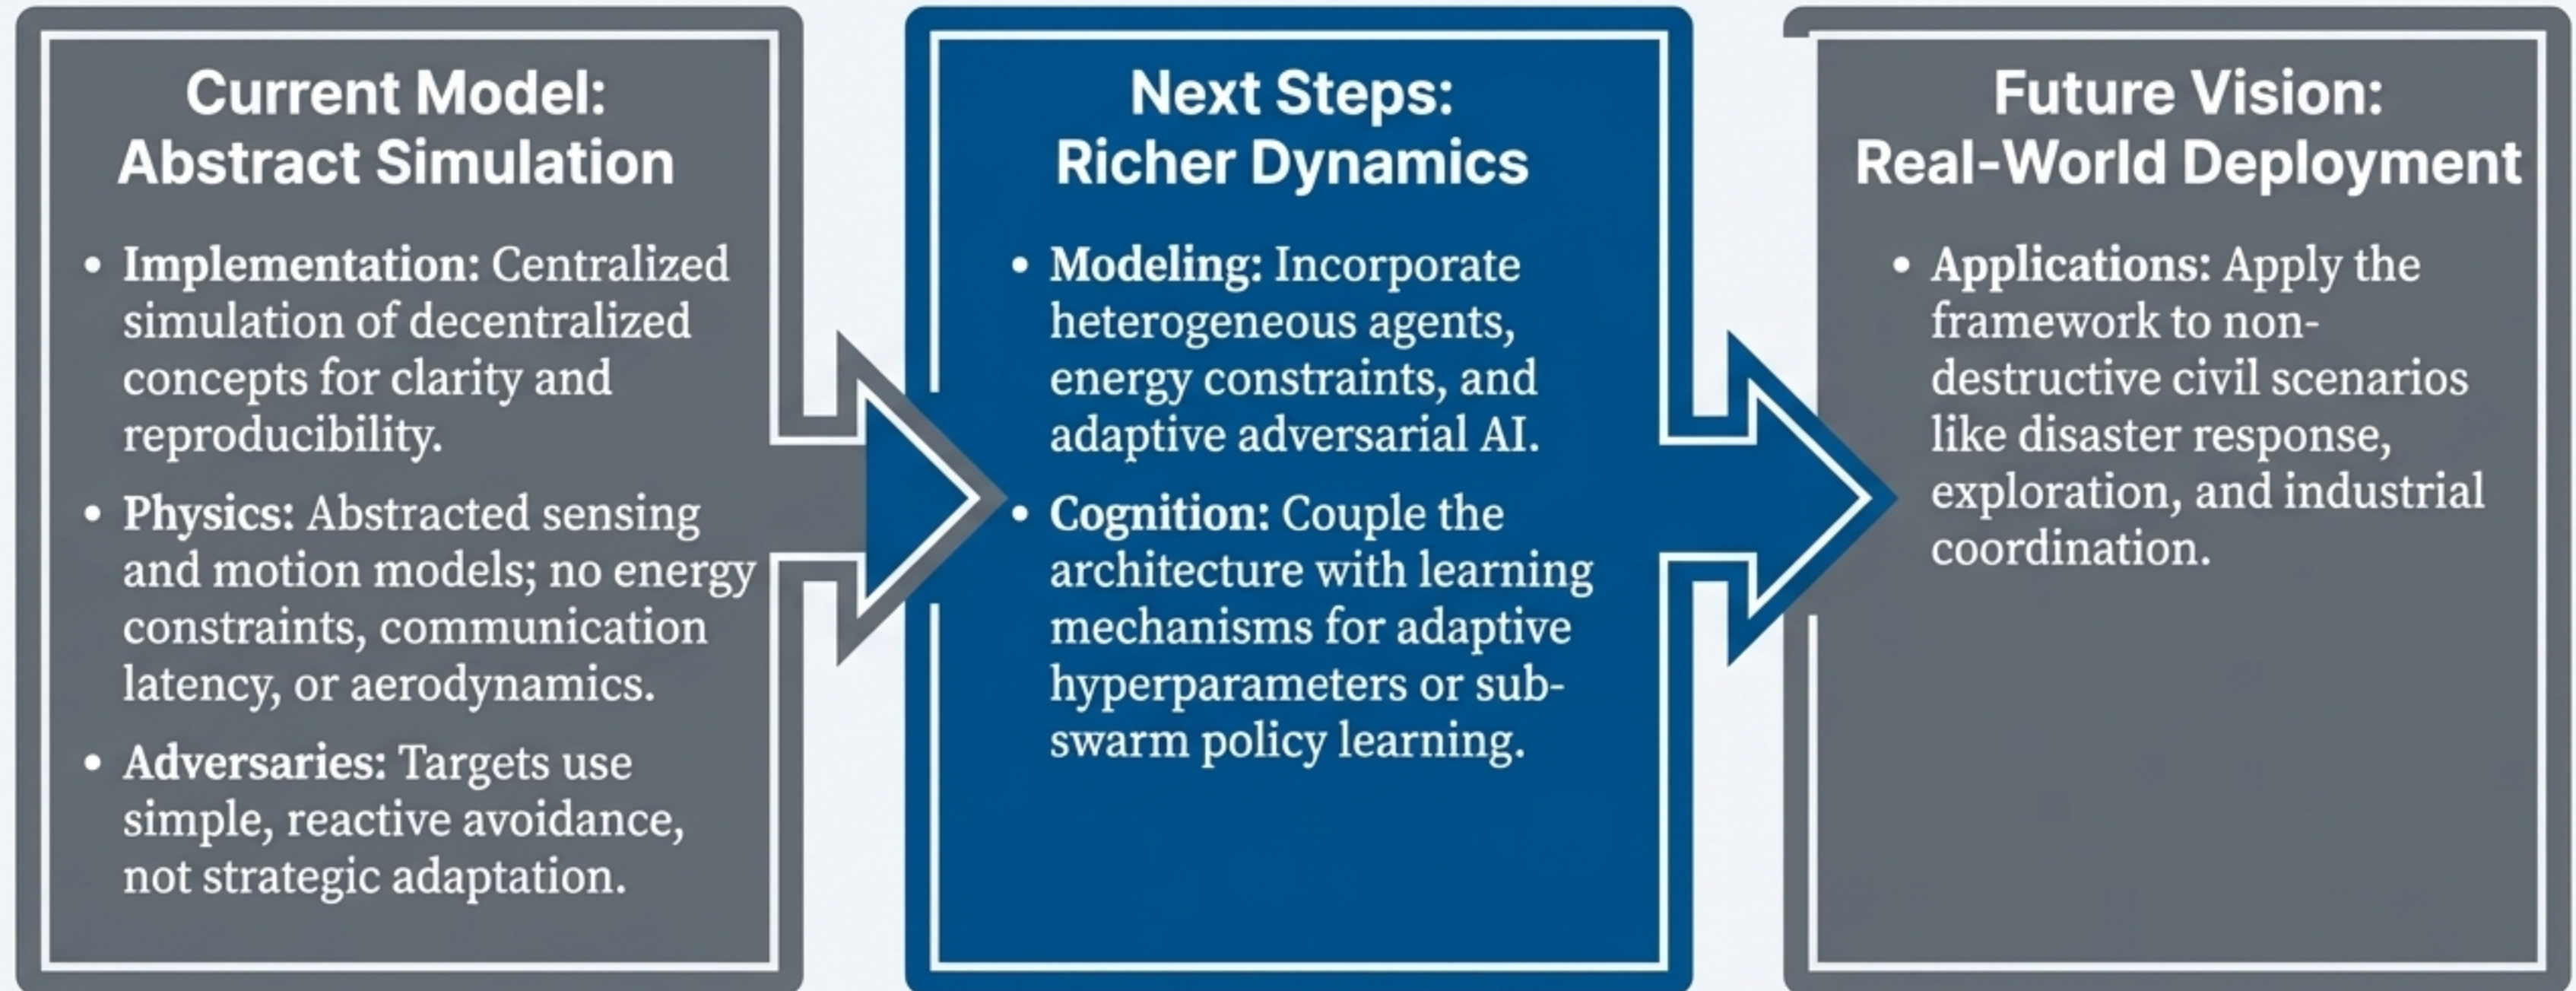 Current Model:
Abstract Simulation
• Implementation: Centralized
simulation of decentralized
concepts for clarity and
reproducibility.
• Physics: Abstracted sensing
and motion models; no energy
constraints, communication
latency, or aerodynamics.
• Adversaries: Targets use
simple, reactive avoidance,
not strategic adaptation.
Next Steps:
Richer Dynamics
• Modeling: Incorporate
heterogeneous agents,
energy constraints, and
adaptive adversarial AI.
• Cognition: Couple the
architecture with learning
mechanisms for adaptive
hyperparameters or sub-
swarm policy learning.
Future Vision:
Real-World Deployment
• Applications: Apply the
framework to non-
destructive civil scenarios
like disaster response,
exploration, and industrial
coordination.